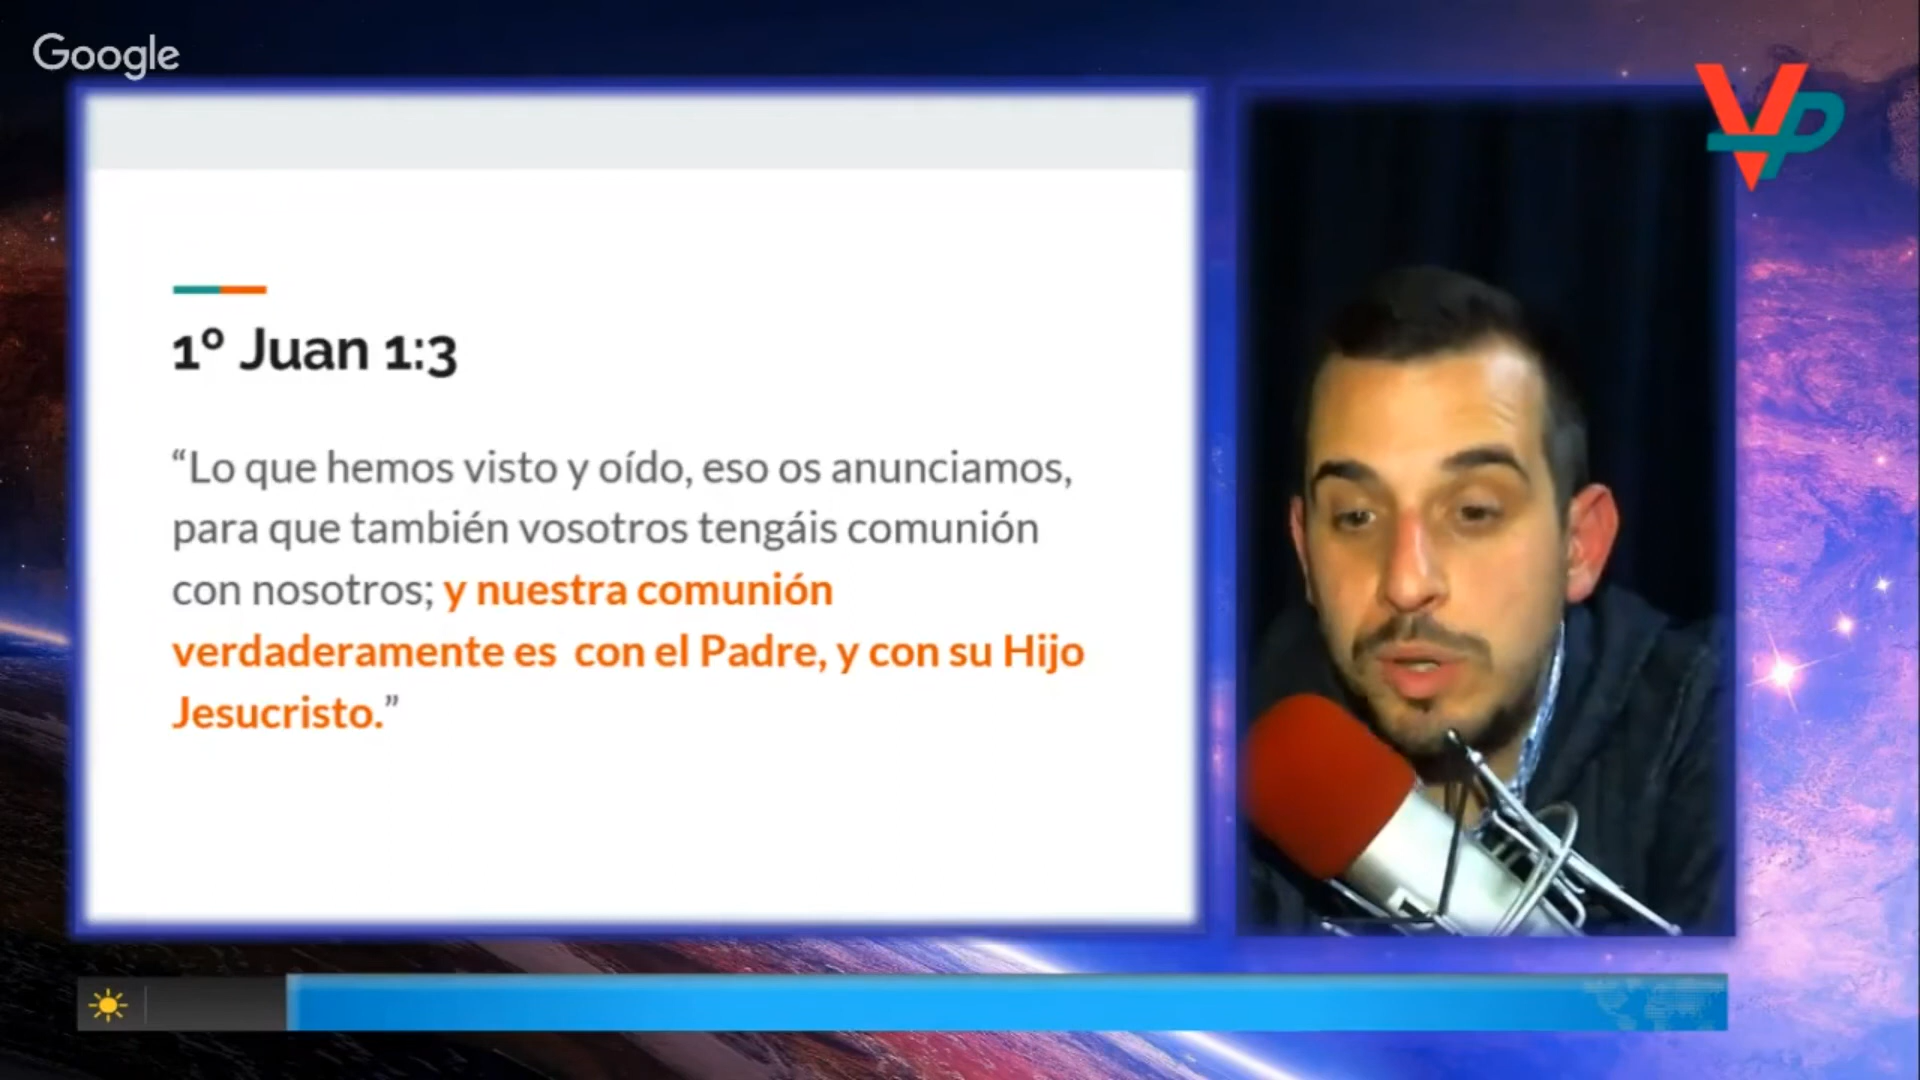 Google
VP
1º Juan 1:3
“Lo que hemos visto y oído, eso os anunciamos,
para que también vosotros tengáis comunión
con nosotros; y nuestra comunión
verdaderamente es  con el Padre, y con su Hijo
Jesucristo.”